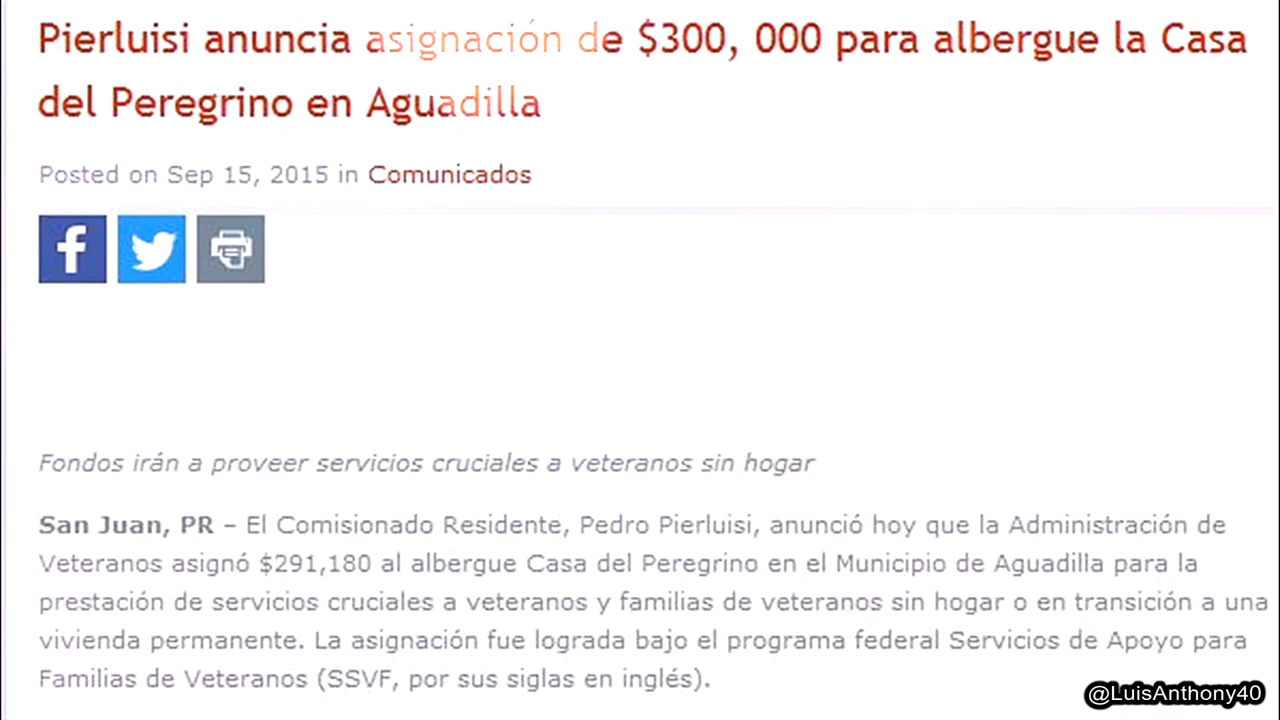 Pierluisi anuncia asignación de $300, 000 para albergue la Casa
del Peregrino en Aguadilla
Posted on Sep 15, 2015 in Comunicados
Fondos irán a proveer servicios cruciales a veteranos sin hogar
San Juan, PR – El Comisionado Residente, Pedro Pierluisi, anunció hoy que la Administración de
Veteranos asignó $291,180 al albergue Casa del Peregrino en el Municipio de Aguadilla para la
prestación de servicios cruciales a veteranos y familias de veteranos sin hogar o en transición a una
vivienda permanente. La asignación fue lograda bajo el programa federal Servicios de Apoyo para
Familias de Veteranos (SSVF, por sus siglas en inglés).
@LuisAnthony40